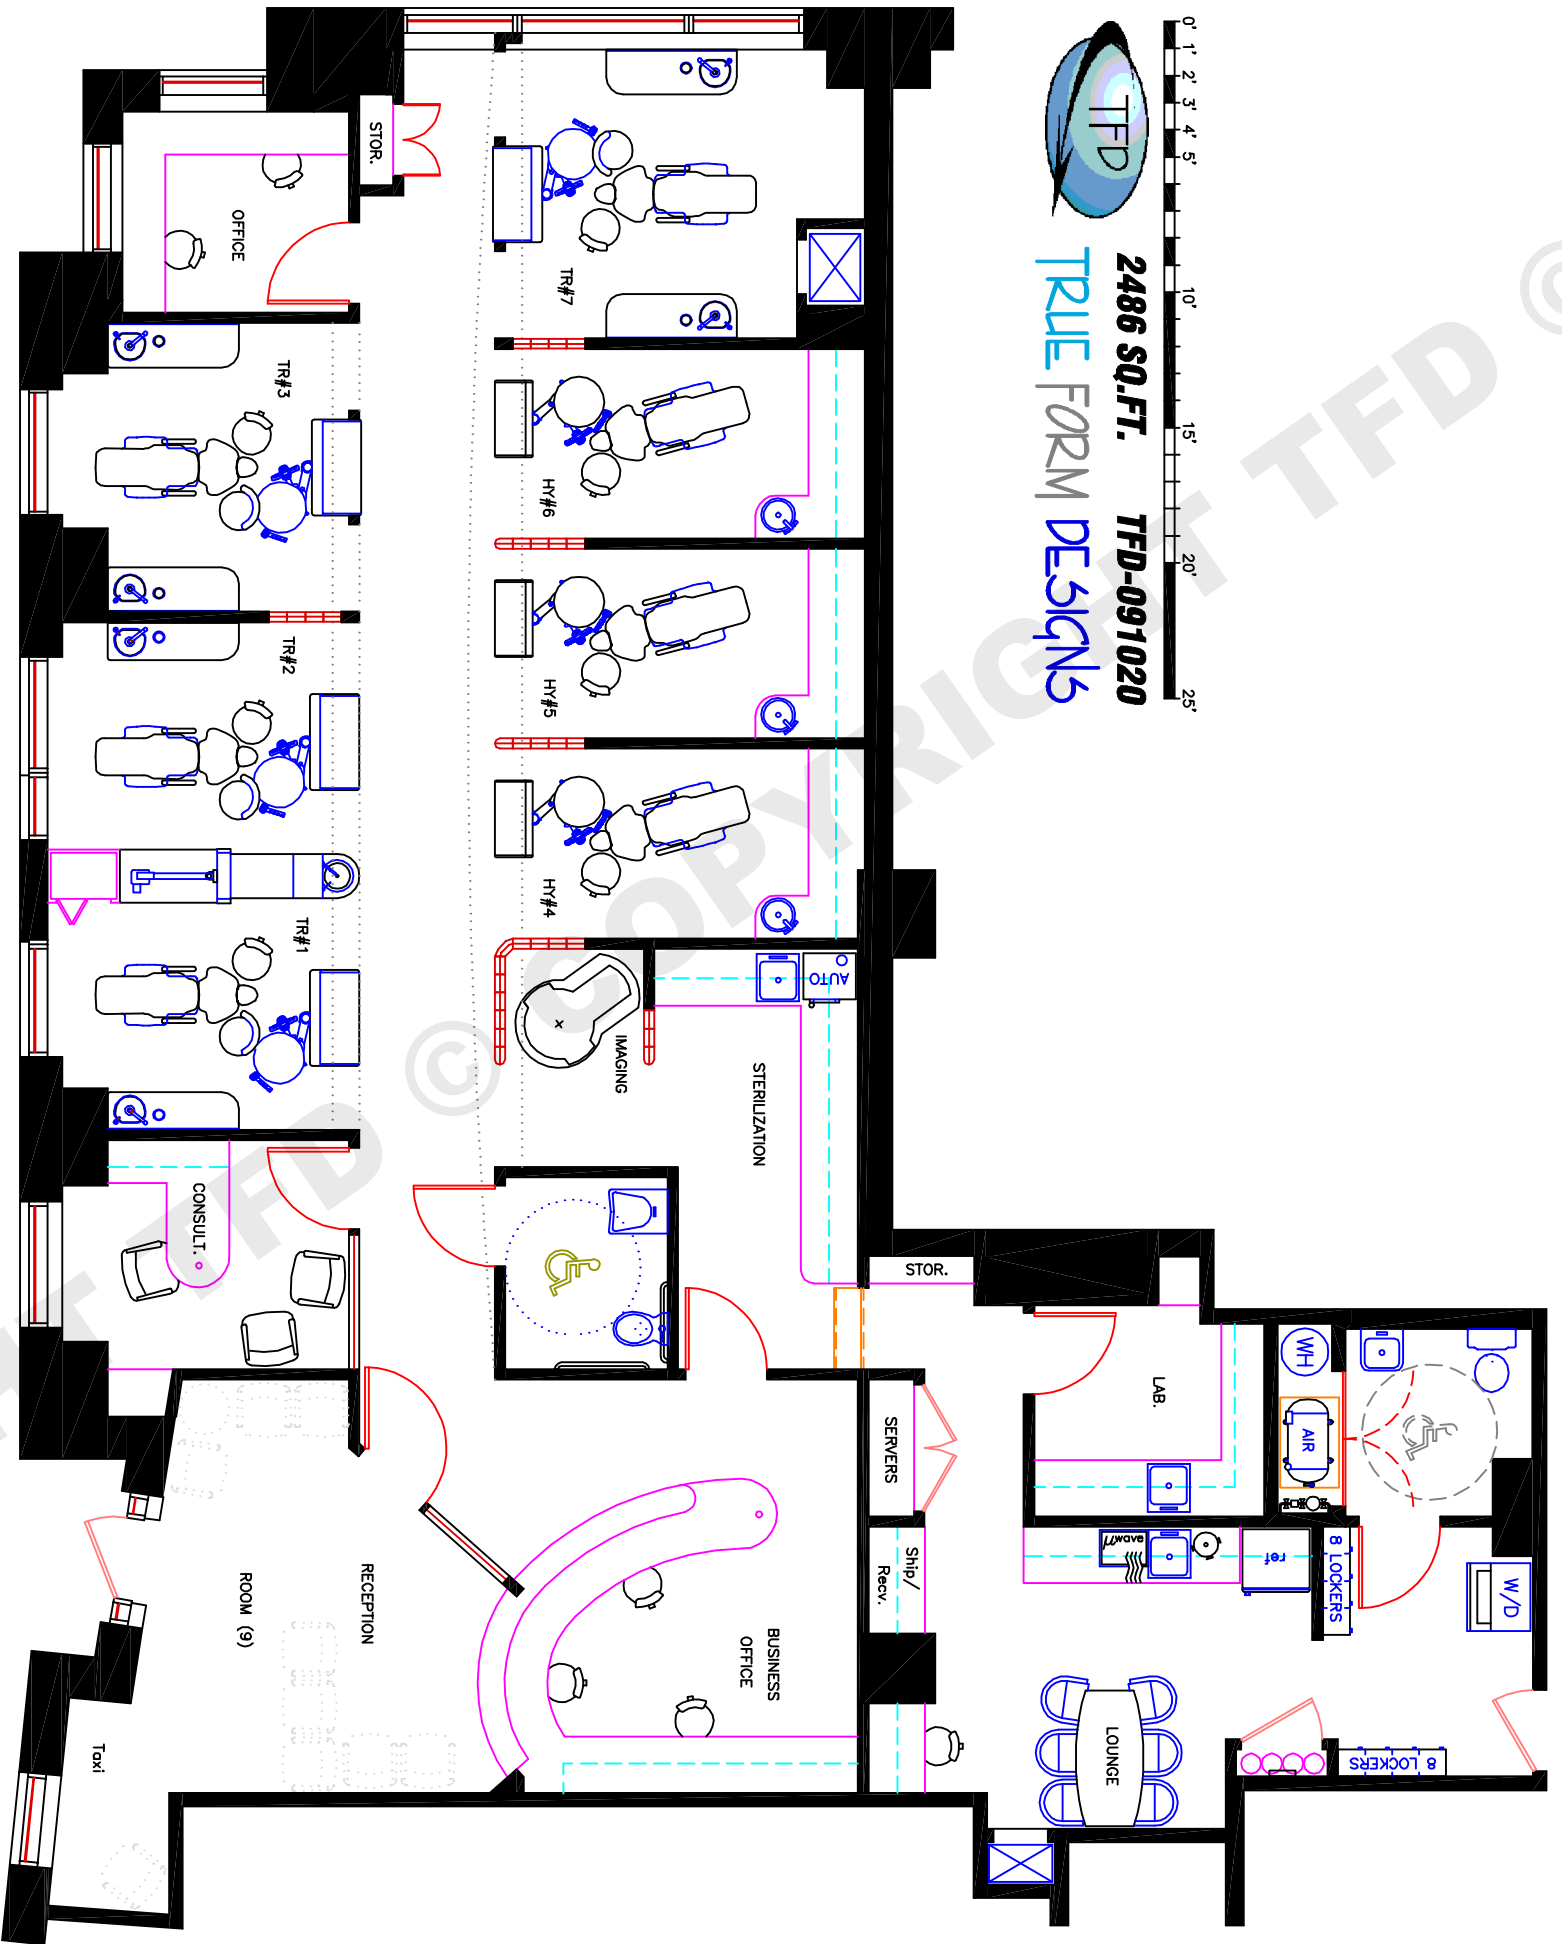 0' 1' 2' 3' 4' 5' 10' 15' 20' 25'
2486 SQ.FT. TFD-091020
TFD
TRUE FORM DESIGNS
STOR.
OFFICE
TR#7
TR#3
HY#6
TR#2
HY#5
TR#1
HY#4
AUTO
IMAGING
STERILIZATION
CONSULT.
STOR.
LAB.
WH
AIR
SERVERS
Ship/
Recv.
μwave
ref
8 LOCKERS
W/D
RECEPTION
ROOM (9)
BUSINESS
OFFICE
LOUNGE
8 LOCKERS
Taxi
HT TFD © COPYRIGHT TFD ©